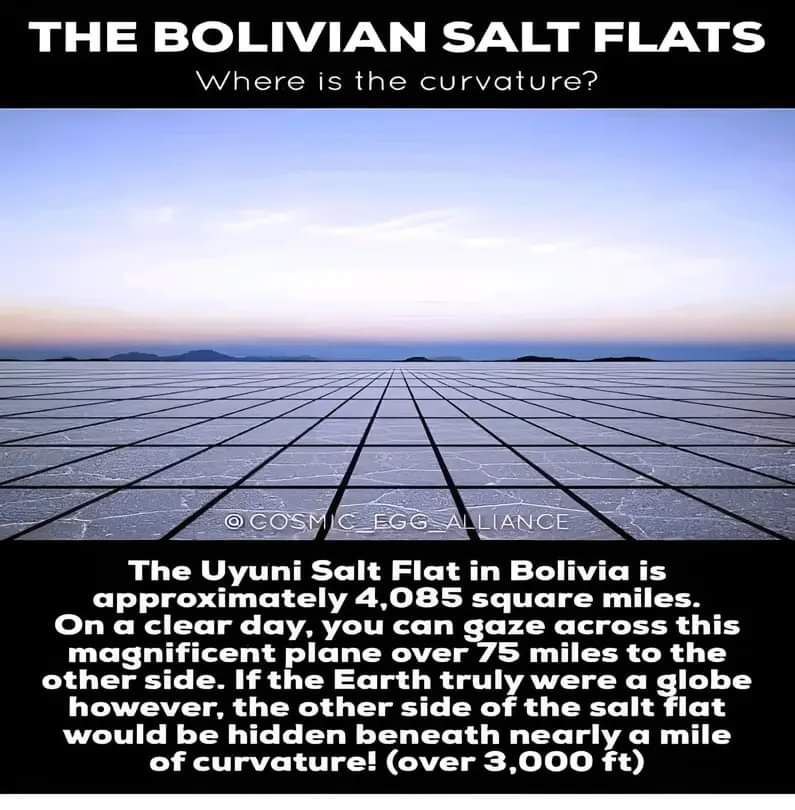 THE BOLIVIAN SALT FLATS
Where is the curvature?
@COSMIC_EGG_ALLIANCE
The Uyuni Salt Flat in Bolivia is
approximately 4,085 square miles.
On a clear day, you can gaze across this
magnificent plane over 75 miles to the
other side. If the Earth truly were a globe
however, the other side of the salt flat
would be hidden beneath nearly a mile
of curvature! (over 3,000 ft)